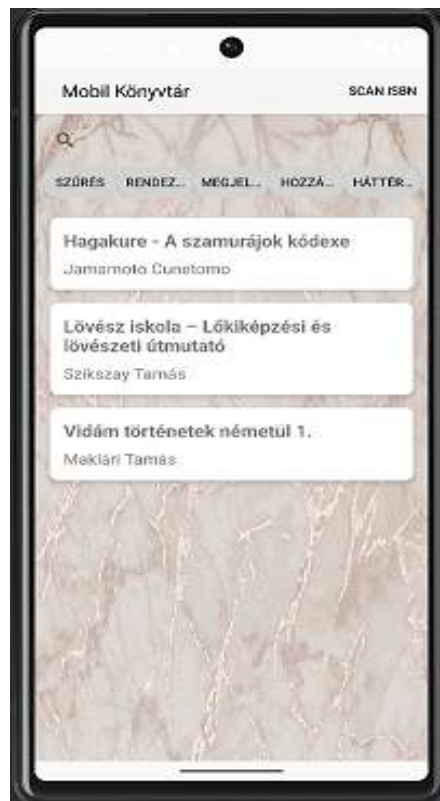 Mobil Könyvtár SCAN ISBN
SZŰRÉS RENDEZ... MEGJEL... HOZZÁ... HÁTTÉR...
Hagakure - A szamurájok kódexe
Jamamoto Cunetomo
Lövész iskola – Lőkiképzési és
lövészeti útmutató
Szikszay Tamás
Vidám történetek németül 1.
Maklári Tamás